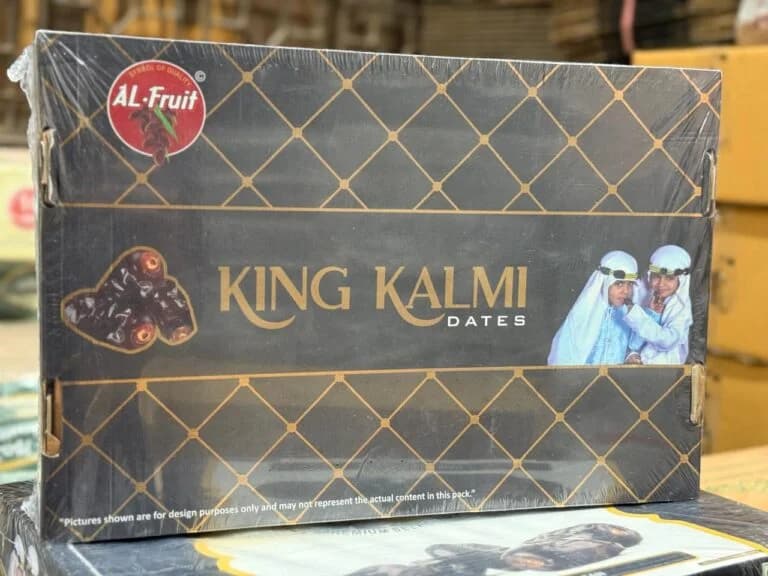 SYMBOL OF QUALITY
©
AL-Fruit
KING KALMI
DATES
"Pictures shown are for design purposes only and may not represent the actual content in this pack."
PREMIUM